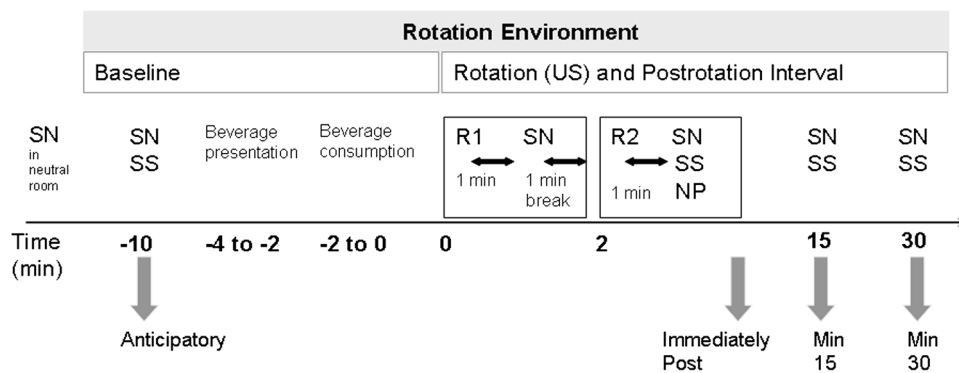 Rotation Environment
Baseline
Rotation (US) and Postrotation Interval
SN
in
neutral
room
SN
SS
Beverage
presentation
Beverage
consumption
R1
1 min
SN
1 min
break
R2
1 min
SN
SS
NP
SN
SS
SN
SS
Time
(min)
-10
-4 to -2
-2 to 0
0
2
15
30
Anticipatory
Immediately
Post
Min
15
Min
30